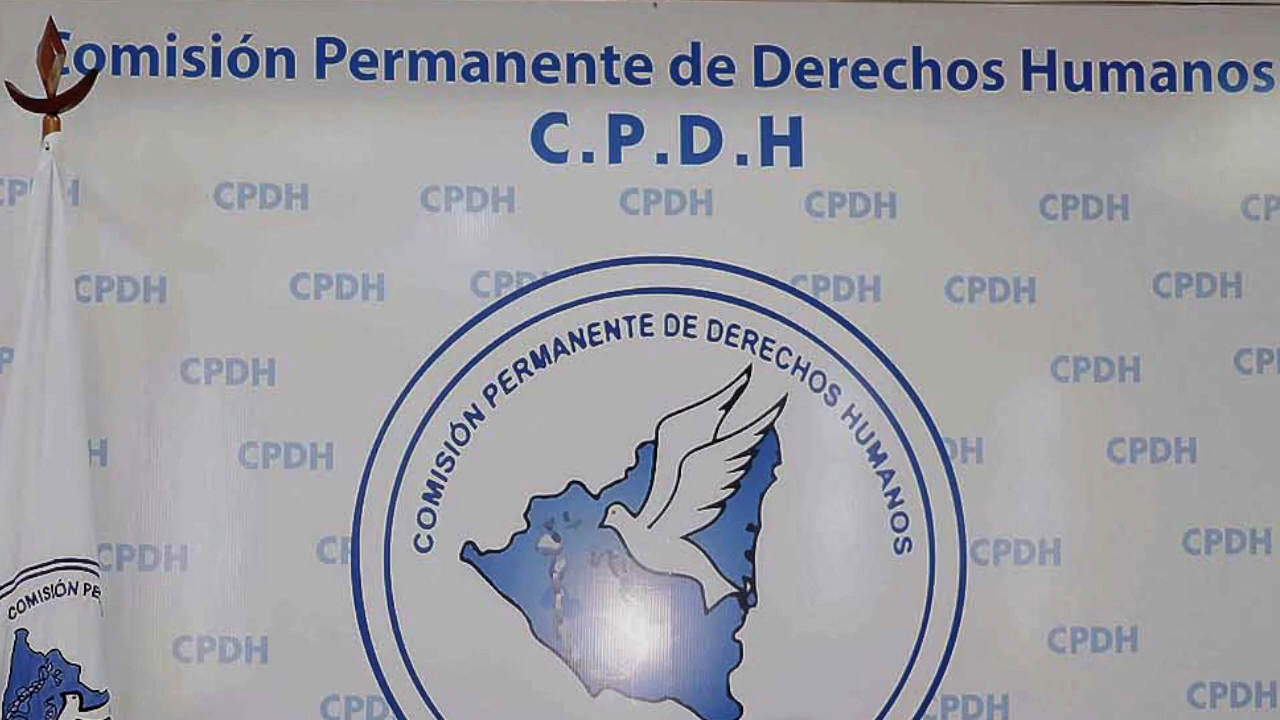 Comisión Permanente de Derechos Humanos
C.P.D.H
CPDH CPDH CPDH CPDH CPDH
CPDH CPDH CPDH CPDH CPDH
COMISIÓN PERMANENTE DE DERECHOS HUMANOS
CPDH CPDH
CPDH CPDH
CPDH CPDH CPDH
COMISIÓN
CPDH CPDH
CPDH